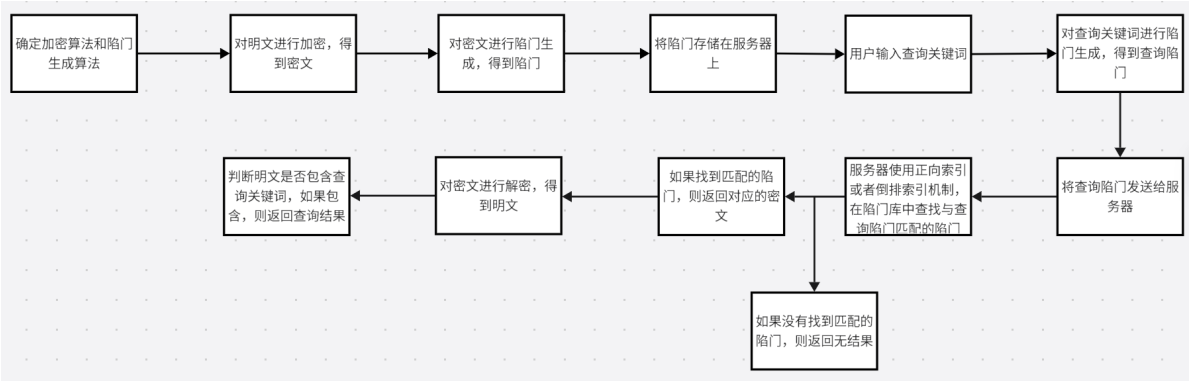 确定加密算法和陷门
生成算法
对明文进行加密，得
到密文
对密文进行陷门生
成，得到陷门
将陷门存储在服务器
上
用户输入查询关键词
对查询关键词进行陷
门生成，得到查询陷
门
将查询陷门发送给服
务器
服务器使用正向索引
或者倒排索引机制，
在陷门库中查找与查
询陷门匹配的陷门
如果找到匹配的陷
门，则返回对应的密
文
对密文进行解密，得
到明文
判断明文是否包含查
询关键词，如果包
含，则返回查询结果
如果没有找到匹配的
陷门，则返回无结果